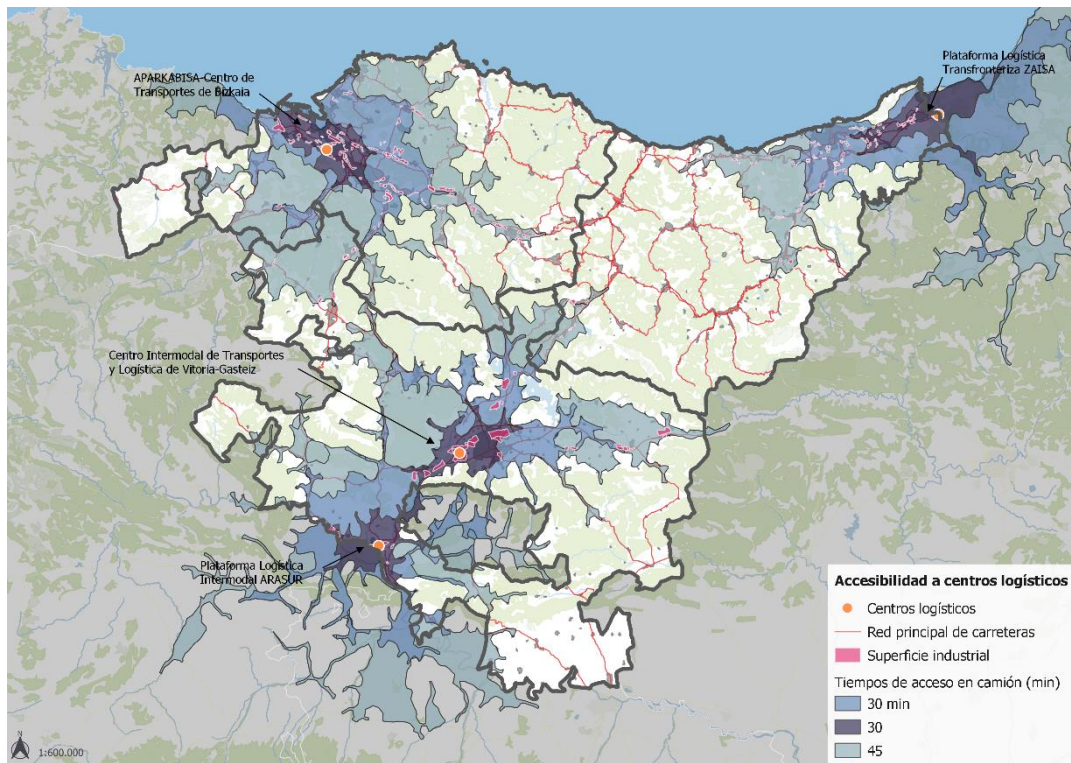 APARKABISA-Centro de
Transportes de Bizkaia
Plataforma Logística
Transfronteriza ZAISA
Centro Intermodal de Transportes
y Logística de Vitoria-Gasteiz
Plataforma Logística
Intermodal ARASUR
Accesibilidad a centros logísticos
Centros logísticos
Red principal de carreteras
Superficie industrial
Tiempos de acceso en camión (min)
30 min
30
45
N
1:600.000